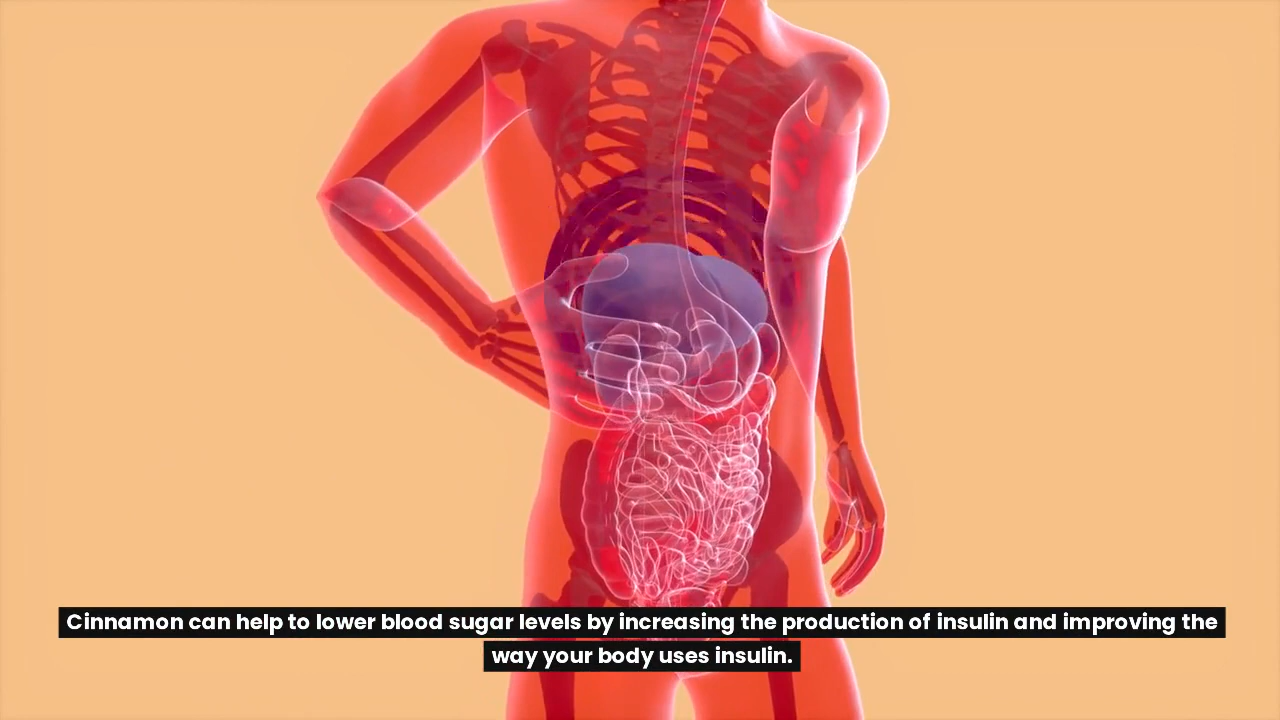 Cinnamon can help to lower blood sugar levels by increasing the production of insulin and improving the
way your body uses insulin.